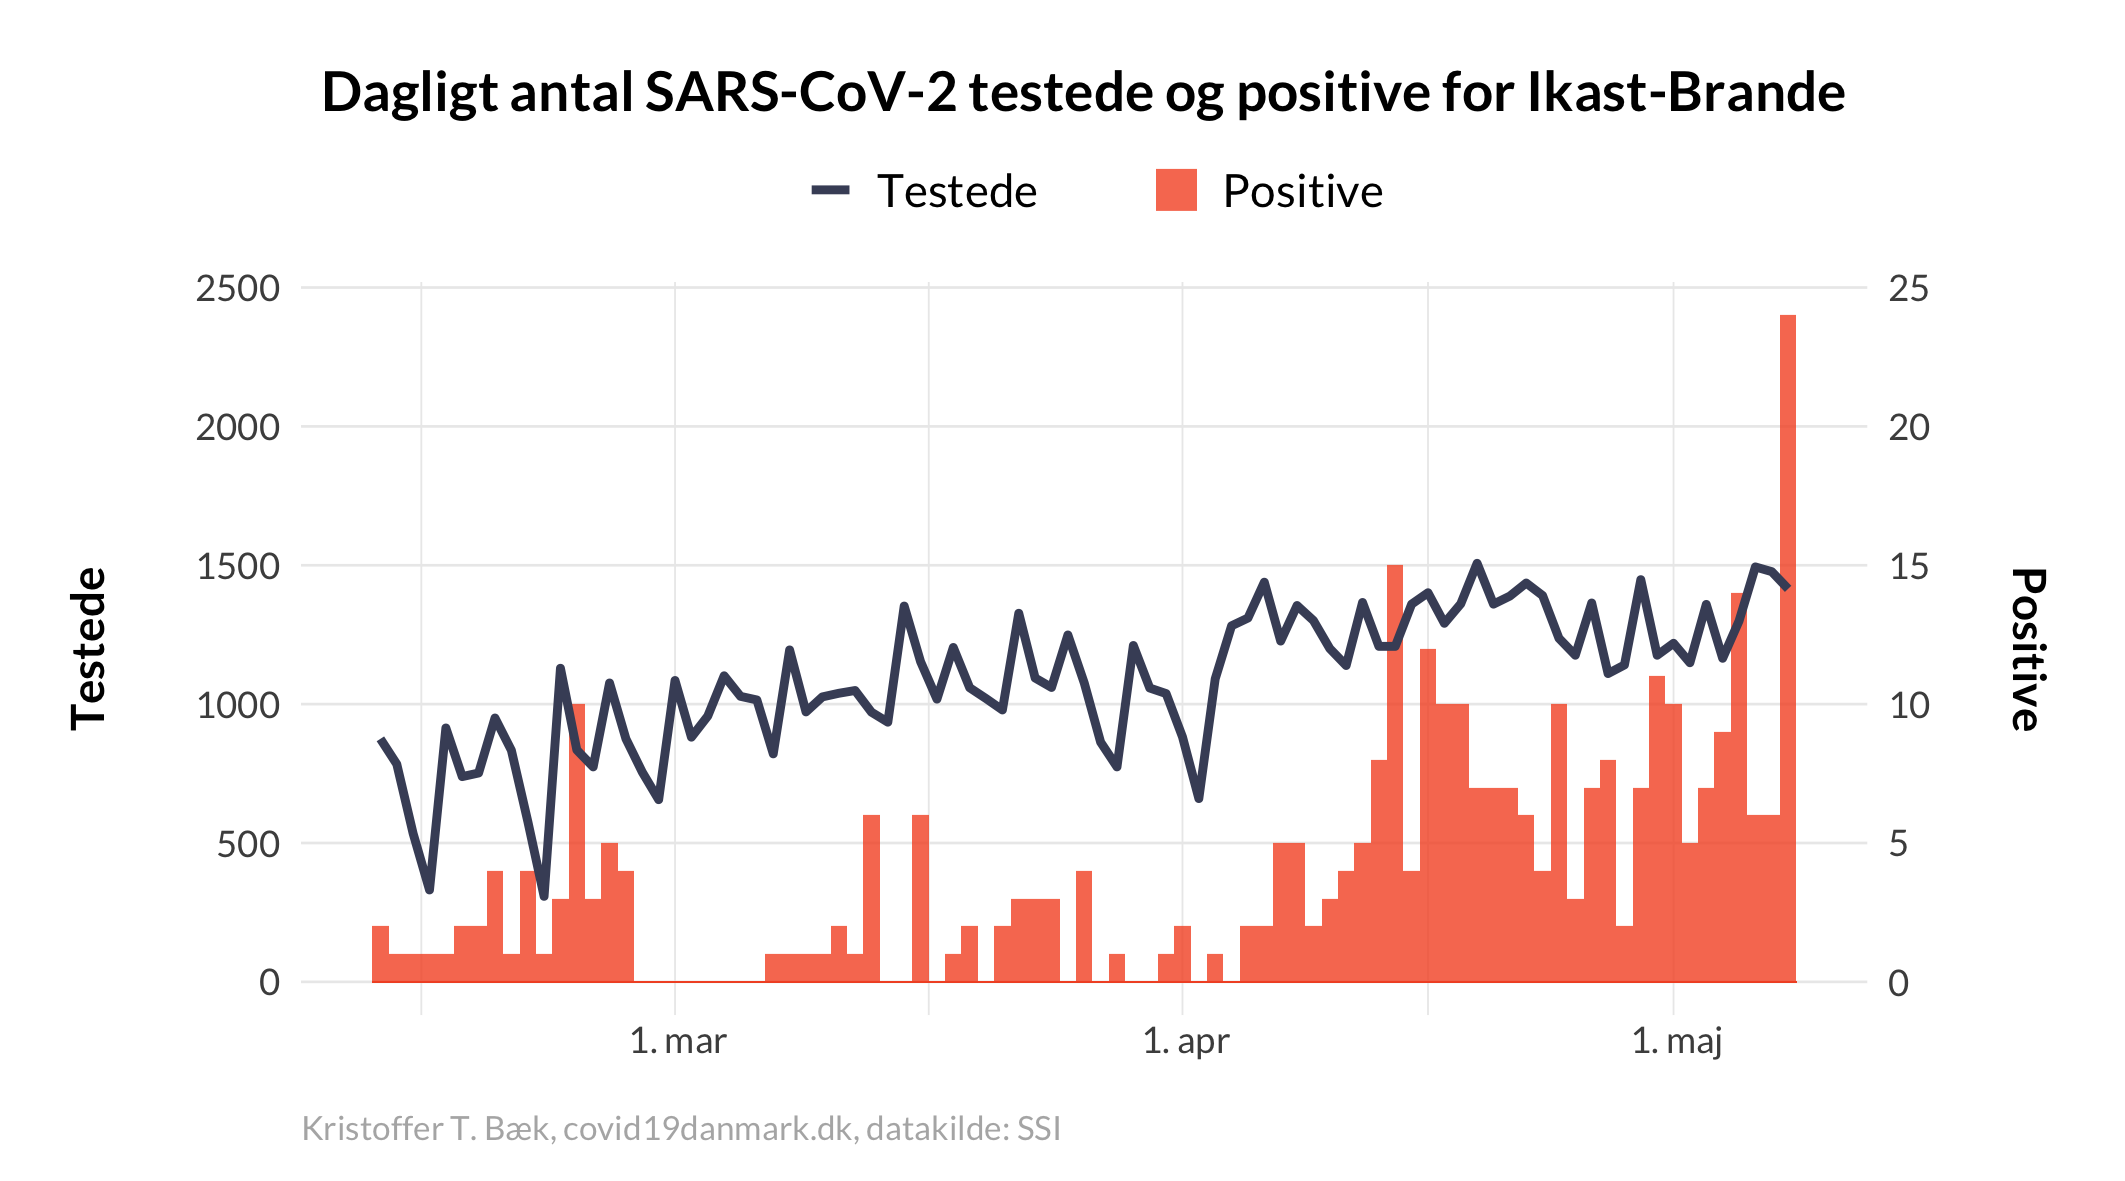 Dagligt antal SARS-CoV-2 testede og positive for Ikast-Brande
Testede
Positive
2500
2000
1500
1000
500
0
25
20
15
10
5
0
Testede
Positive
1. mar
1. apr
1. maj
Kristoffer T. Bæk, covid19danmark.dk, datakilde: SSI